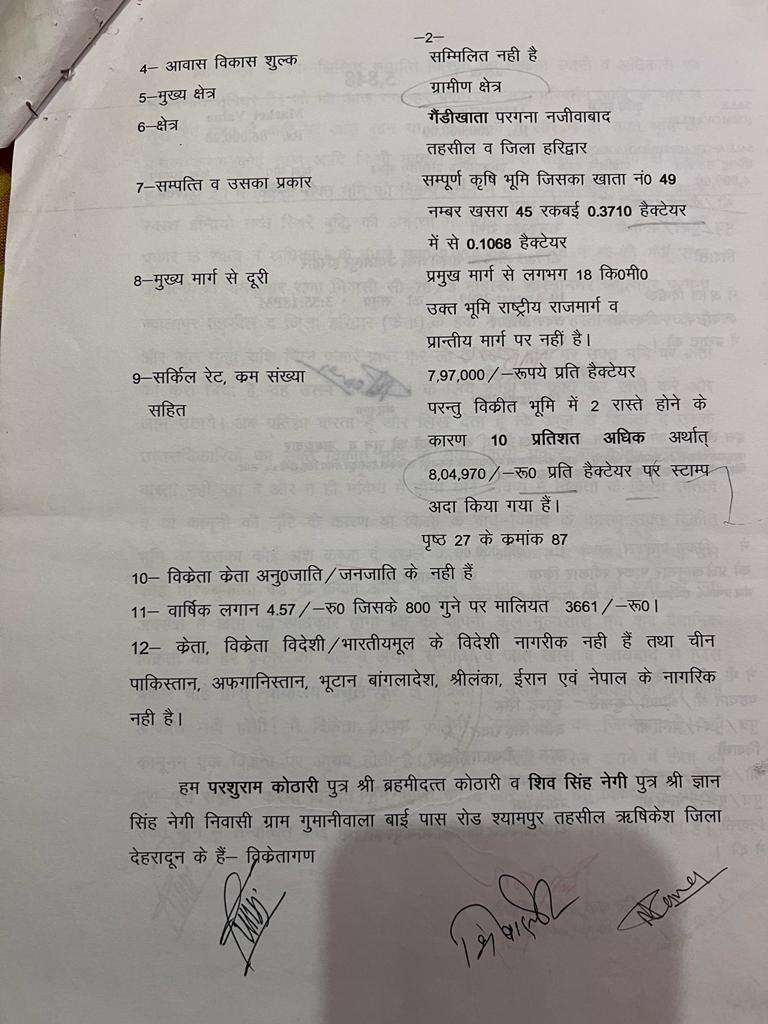 –2–
4– आवास विकास शुल्क सम्मिलित नही है
5–मुख्य क्षेत्र ग्रामीण क्षेत्र
6–क्षेत्र गैंडीखाता परगना नजीवाबाद
तहसील व जिला हरिद्वार
7–सम्पत्ति व उसका प्रकार सम्पूर्ण कृषि भूमि जिसका खाता नं0 49
नम्बर खसरा 45 रकबई 0.3710 हैक्टेयर
में से 0.1068 हैक्टेयर
8–मुख्य मार्ग से दूरी प्रमुख मार्ग से लगभग 18 कि0मी0
उक्त भूमि राष्ट्रीय राजमार्ग व
प्रान्तीय मार्ग पर नहीं है।
9–सर्किल रेट, क्रम संख्या 7,97,000/–रूपये प्रति हैक्टेयर
सहित परन्तु विक्रीत भूमि में 2 रास्ते होने के
कारण 10 प्रतिशत अधिक अर्थात्
8,04,970/–रू0 प्रति हैक्टेयर पर स्टाम्प
अदा किया गया हैं।
पृष्ठ 27 के क्रमांक 87
10– विक्रेता क्रेता अनु0जाति/जनजाति के नही हैं
11– वार्षिक लगान 4.57/–रु0 जिसके 800 गुने पर मालियत 3661/–रू0।
12– क्रेता, विक्रेता विदेशी/भारतीयमूल के विदेशी नागरीक नही हैं तथा चीन
पाकिस्तान, अफगानिस्तान, भूटान बांगलादेश, श्रीलंका, ईरान एवं नेपाल के नागरिक
नही है।
हम परशुराम कोठारी पुत्र श्री ब्रहमीदत्त कोठारी व शिव सिंह नेगी पुत्र श्री ज्ञान
सिंह नेगी निवासी ग्राम गुमानीवाला बाई पास रोड श्यामपुर तहसील ऋषिकेश जिला
देहरादून के हैं– विक्रेतागण